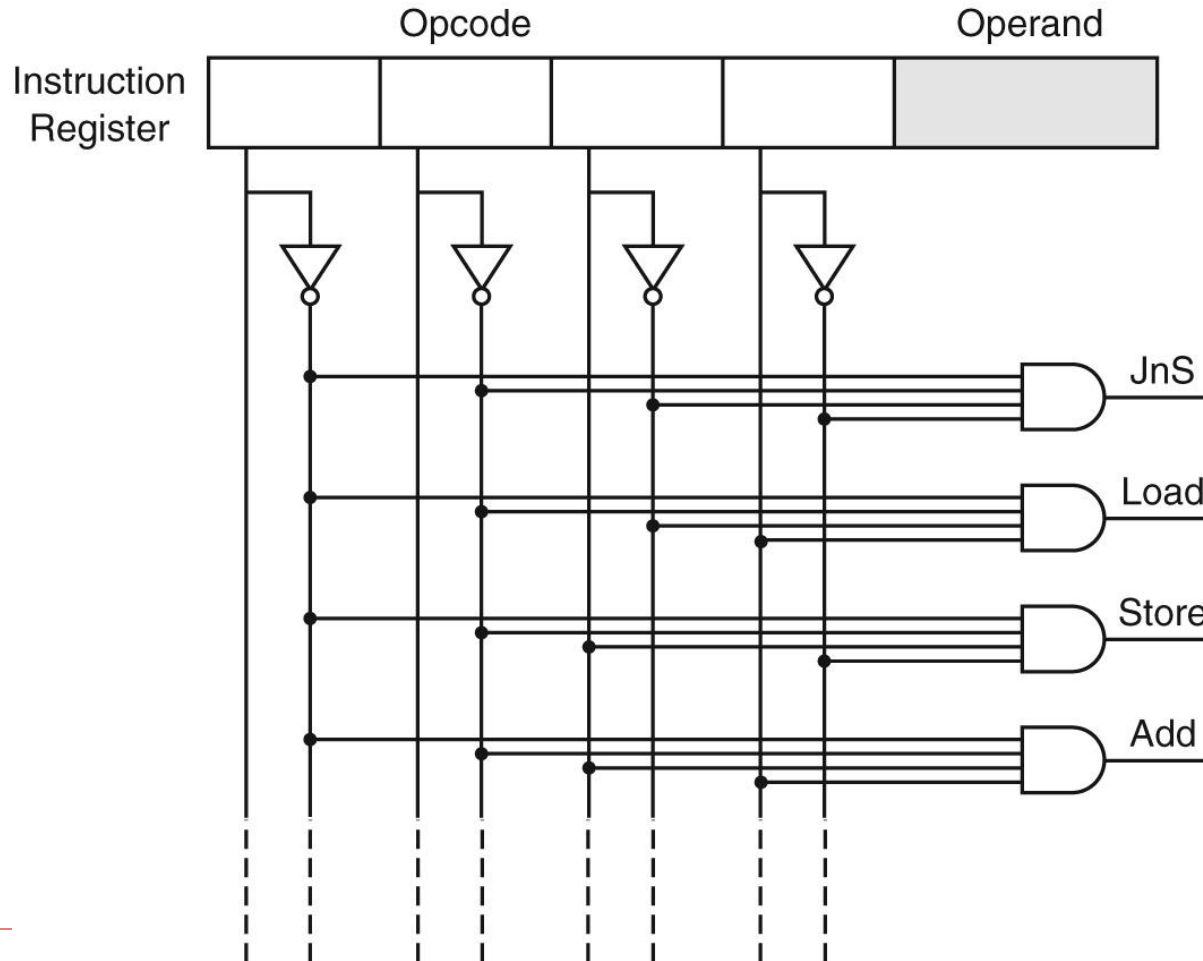 Opcode
Operand
Instruction
Register
JnS
Load
Store
Add